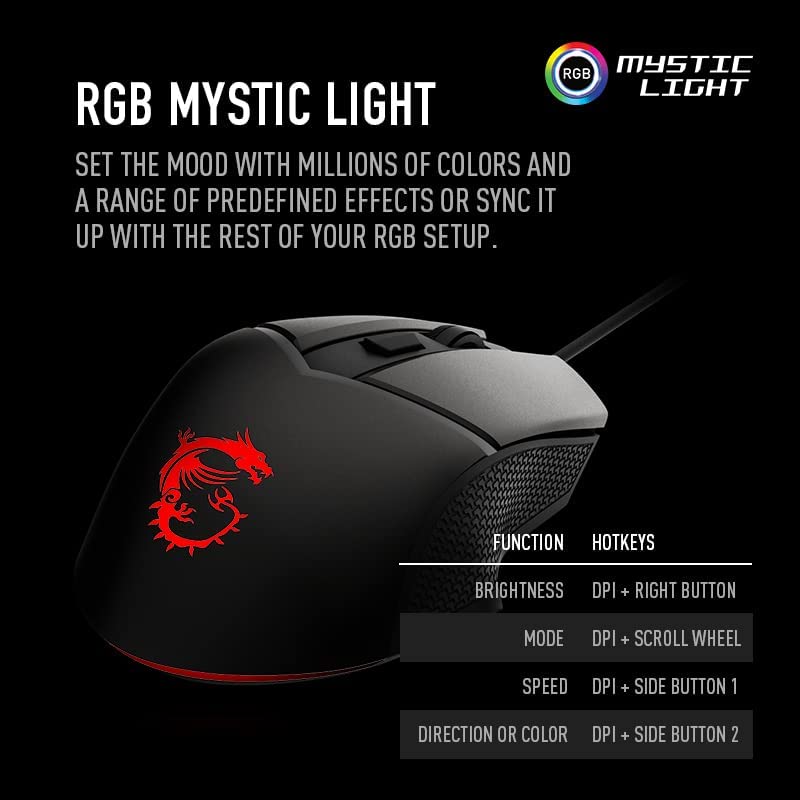 RGB MYSTIC LIGHT
RGB MYSTIC
LIGHT
SET THE MOOD WITH MILLIONS OF COLORS AND
A RANGE OF PREDEFINED EFFECTS OR SYNC IT
UP WITH THE REST OF YOUR RGB SETUP.
FUNCTION HOTKEYS
BRIGHTNESS DPI + RIGHT BUTTON
MODE DPI + SCROLL WHEEL
SPEED DPI + SIDE BUTTON 1
DIRECTION OR COLOR DPI + SIDE BUTTON 2